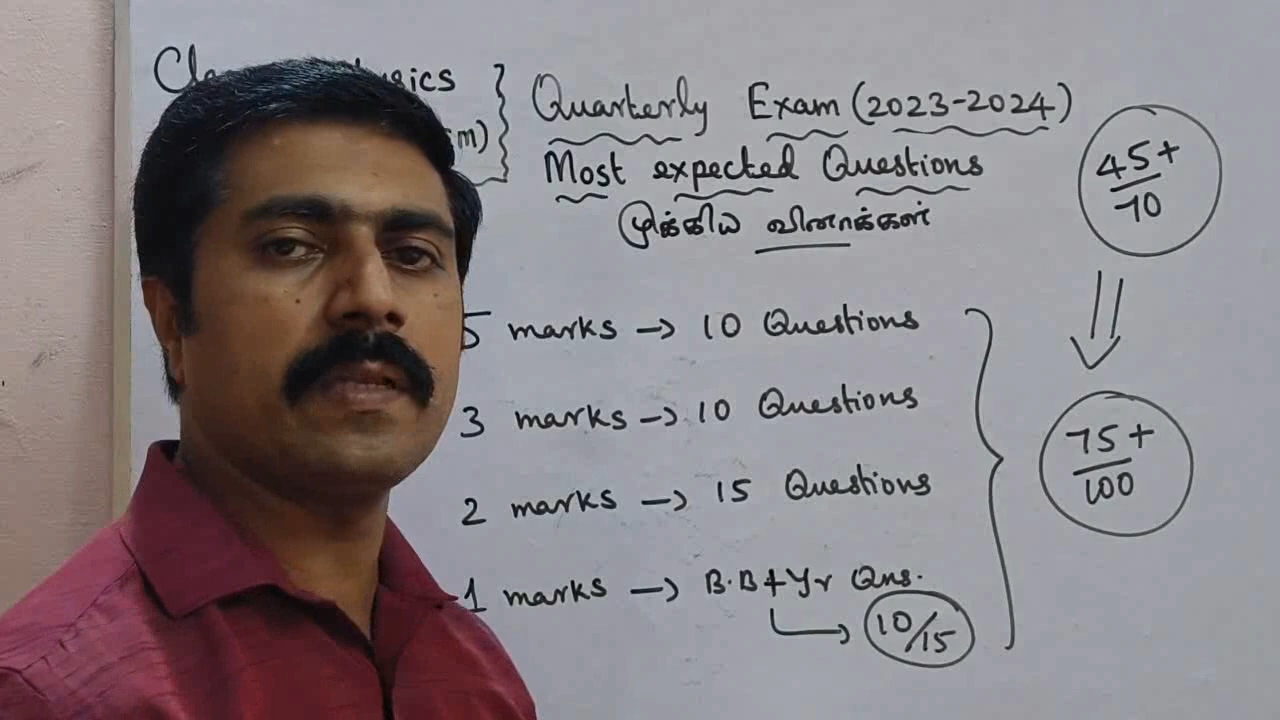 Quarterly Exam (2023-2024)
Most expected Questions
முக்கிய வினாக்கள்
5 marks → 10 Questions
3 marks → 10 Questions
2 marks → 15 Questions
1 marks → B.B + Yr Qns.
10/15
45+
70
75+
100